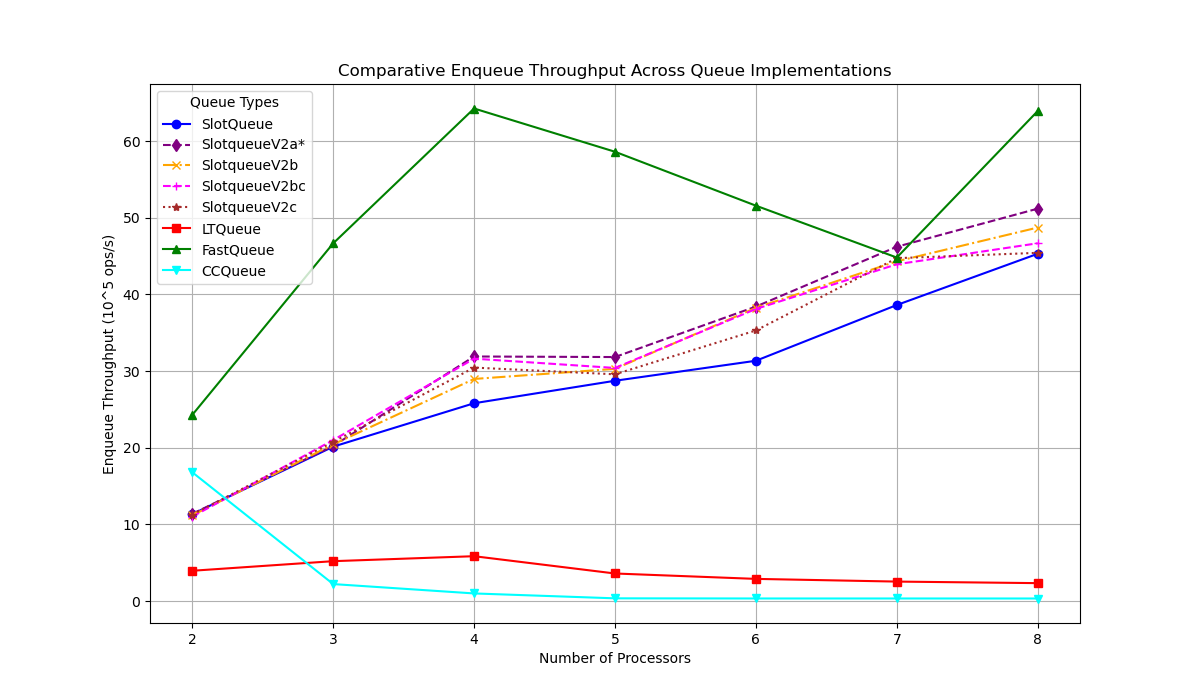 Comparative Enqueue Throughput Across Queue Implementations
Queue Types
SlotQueue
SlotqueueV2a*
SlotqueueV2b
SlotqueueV2bc
SlotqueueV2c
LTQueue
FastQueue
CCQueue
Enqueue Throughput (10^5 ops/s)
60
50
40
30
20
10
0
2 3 4 5 6 7 8
Number of Processors